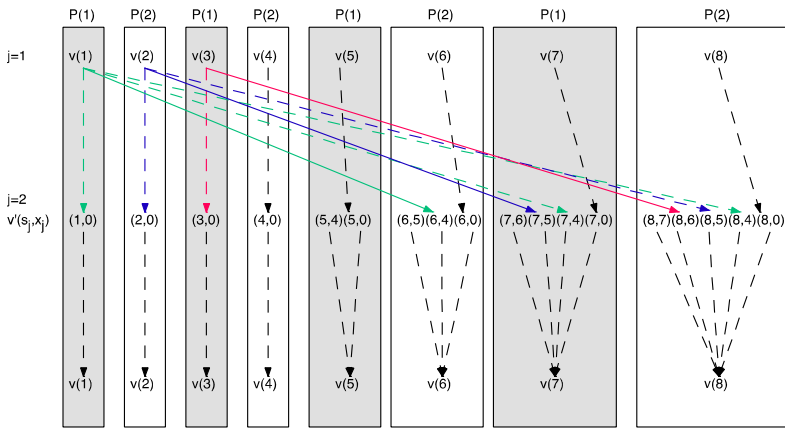 P(1) P(2) P(1) P(2) P(1) P(2) P(1) P(2)
j=1 v(1) v(2) v(3) v(4) v(5) v(6) v(7) v(8)
j=2
v'(s_j,x_j) (1,0) (2,0) (3,0) (4,0) (5,4)(5,0) (6,5)(6,4)(6,0) (7,6)(7,5)(7,4)(7,0) (8,7)(8,6)(8,5)(8,4)(8,0)
v(1) v(2) v(3) v(4) v(5) v(6) v(7) v(8)